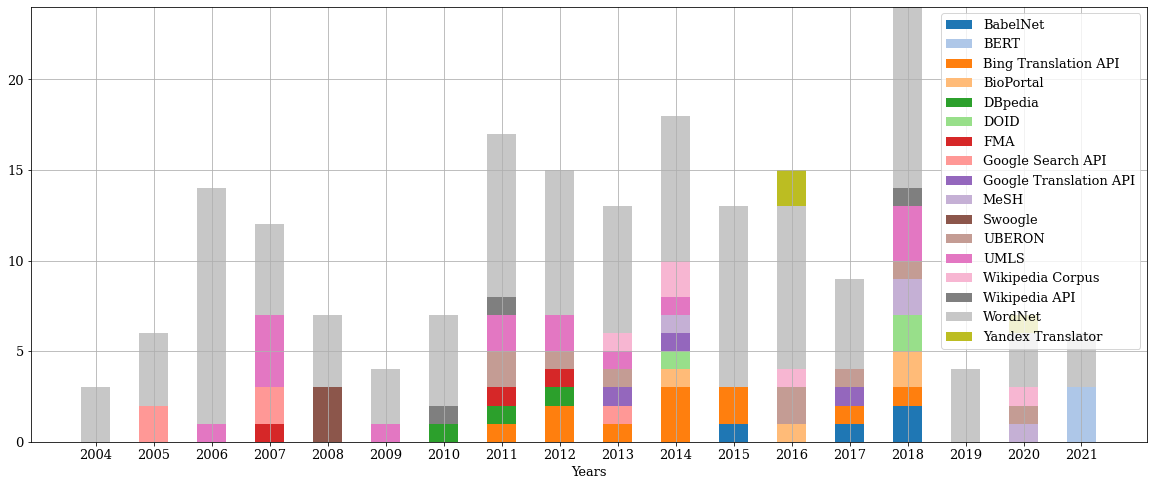 20
15
10
5
0
2004 2005 2006 2007 2008 2009 2010 2011 2012 2013 2014 2015 2016 2017 2018 2019 2020 2021
Years
BabelNet
BERT
Bing Translation API
BioPortal
DBpedia
DOID
FMA
Google Search API
Google Translation API
MeSH
Swoogle
UBERON
UMLS
Wikipedia Corpus
Wikipedia API
WordNet
Yandex Translator